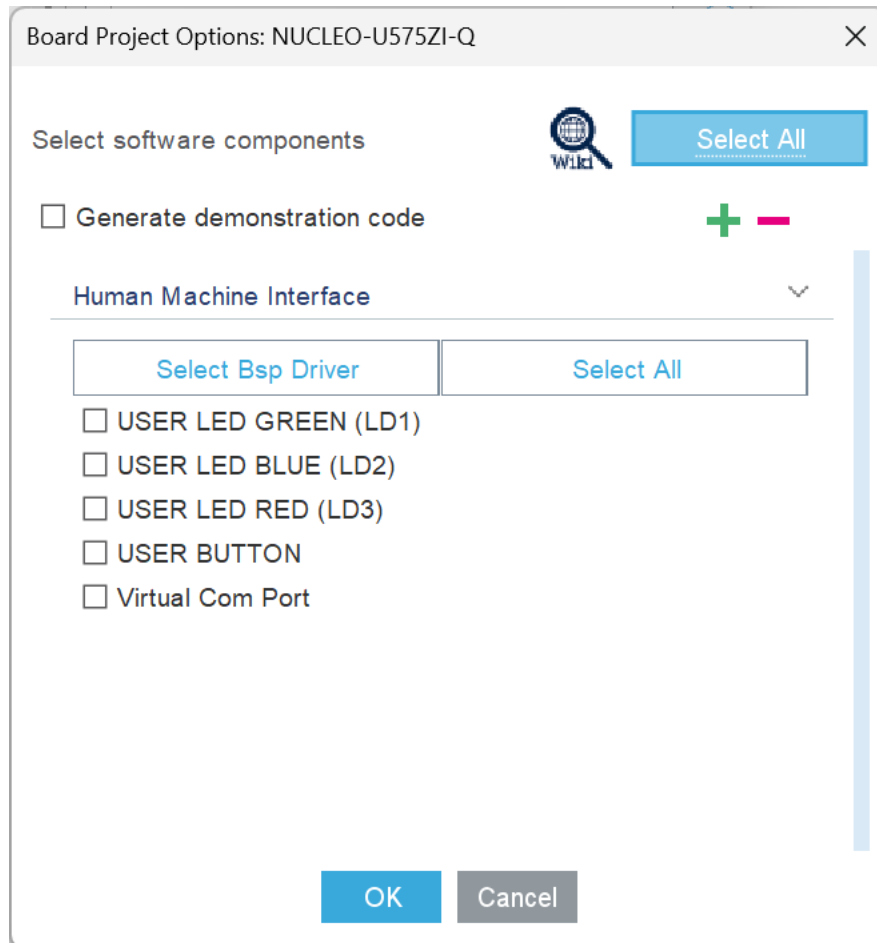 Board Project Options: NUCLEO-U575ZI-Q
Select software components
Wiki
Select All
Generate demonstration code
Human Machine Interface
Select Bsp Driver
Select All
USER LED GREEN (LD1)
USER LED BLUE (LD2)
USER LED RED (LD3)
USER BUTTON
Virtual Com Port
OK
Cancel